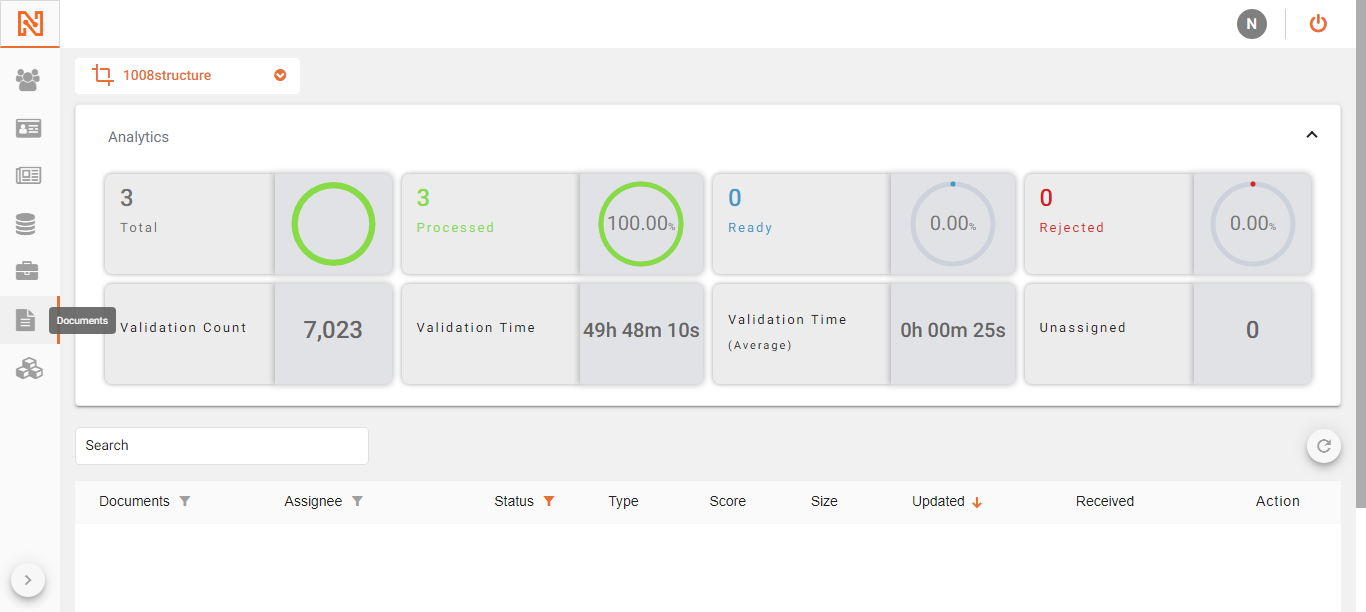 N
1008structure
Analytics
3
Total
3
Processed
100.00%
0
Ready
0.00%
0
Rejected
0.00%
Validation Count
7,023
Validation Time
49h 48m 10s
Validation Time
(Average)
0h 00m 25s
Unassigned
0
Documents
Search
Documents Assignee Status Type Score Size Updated Received Action